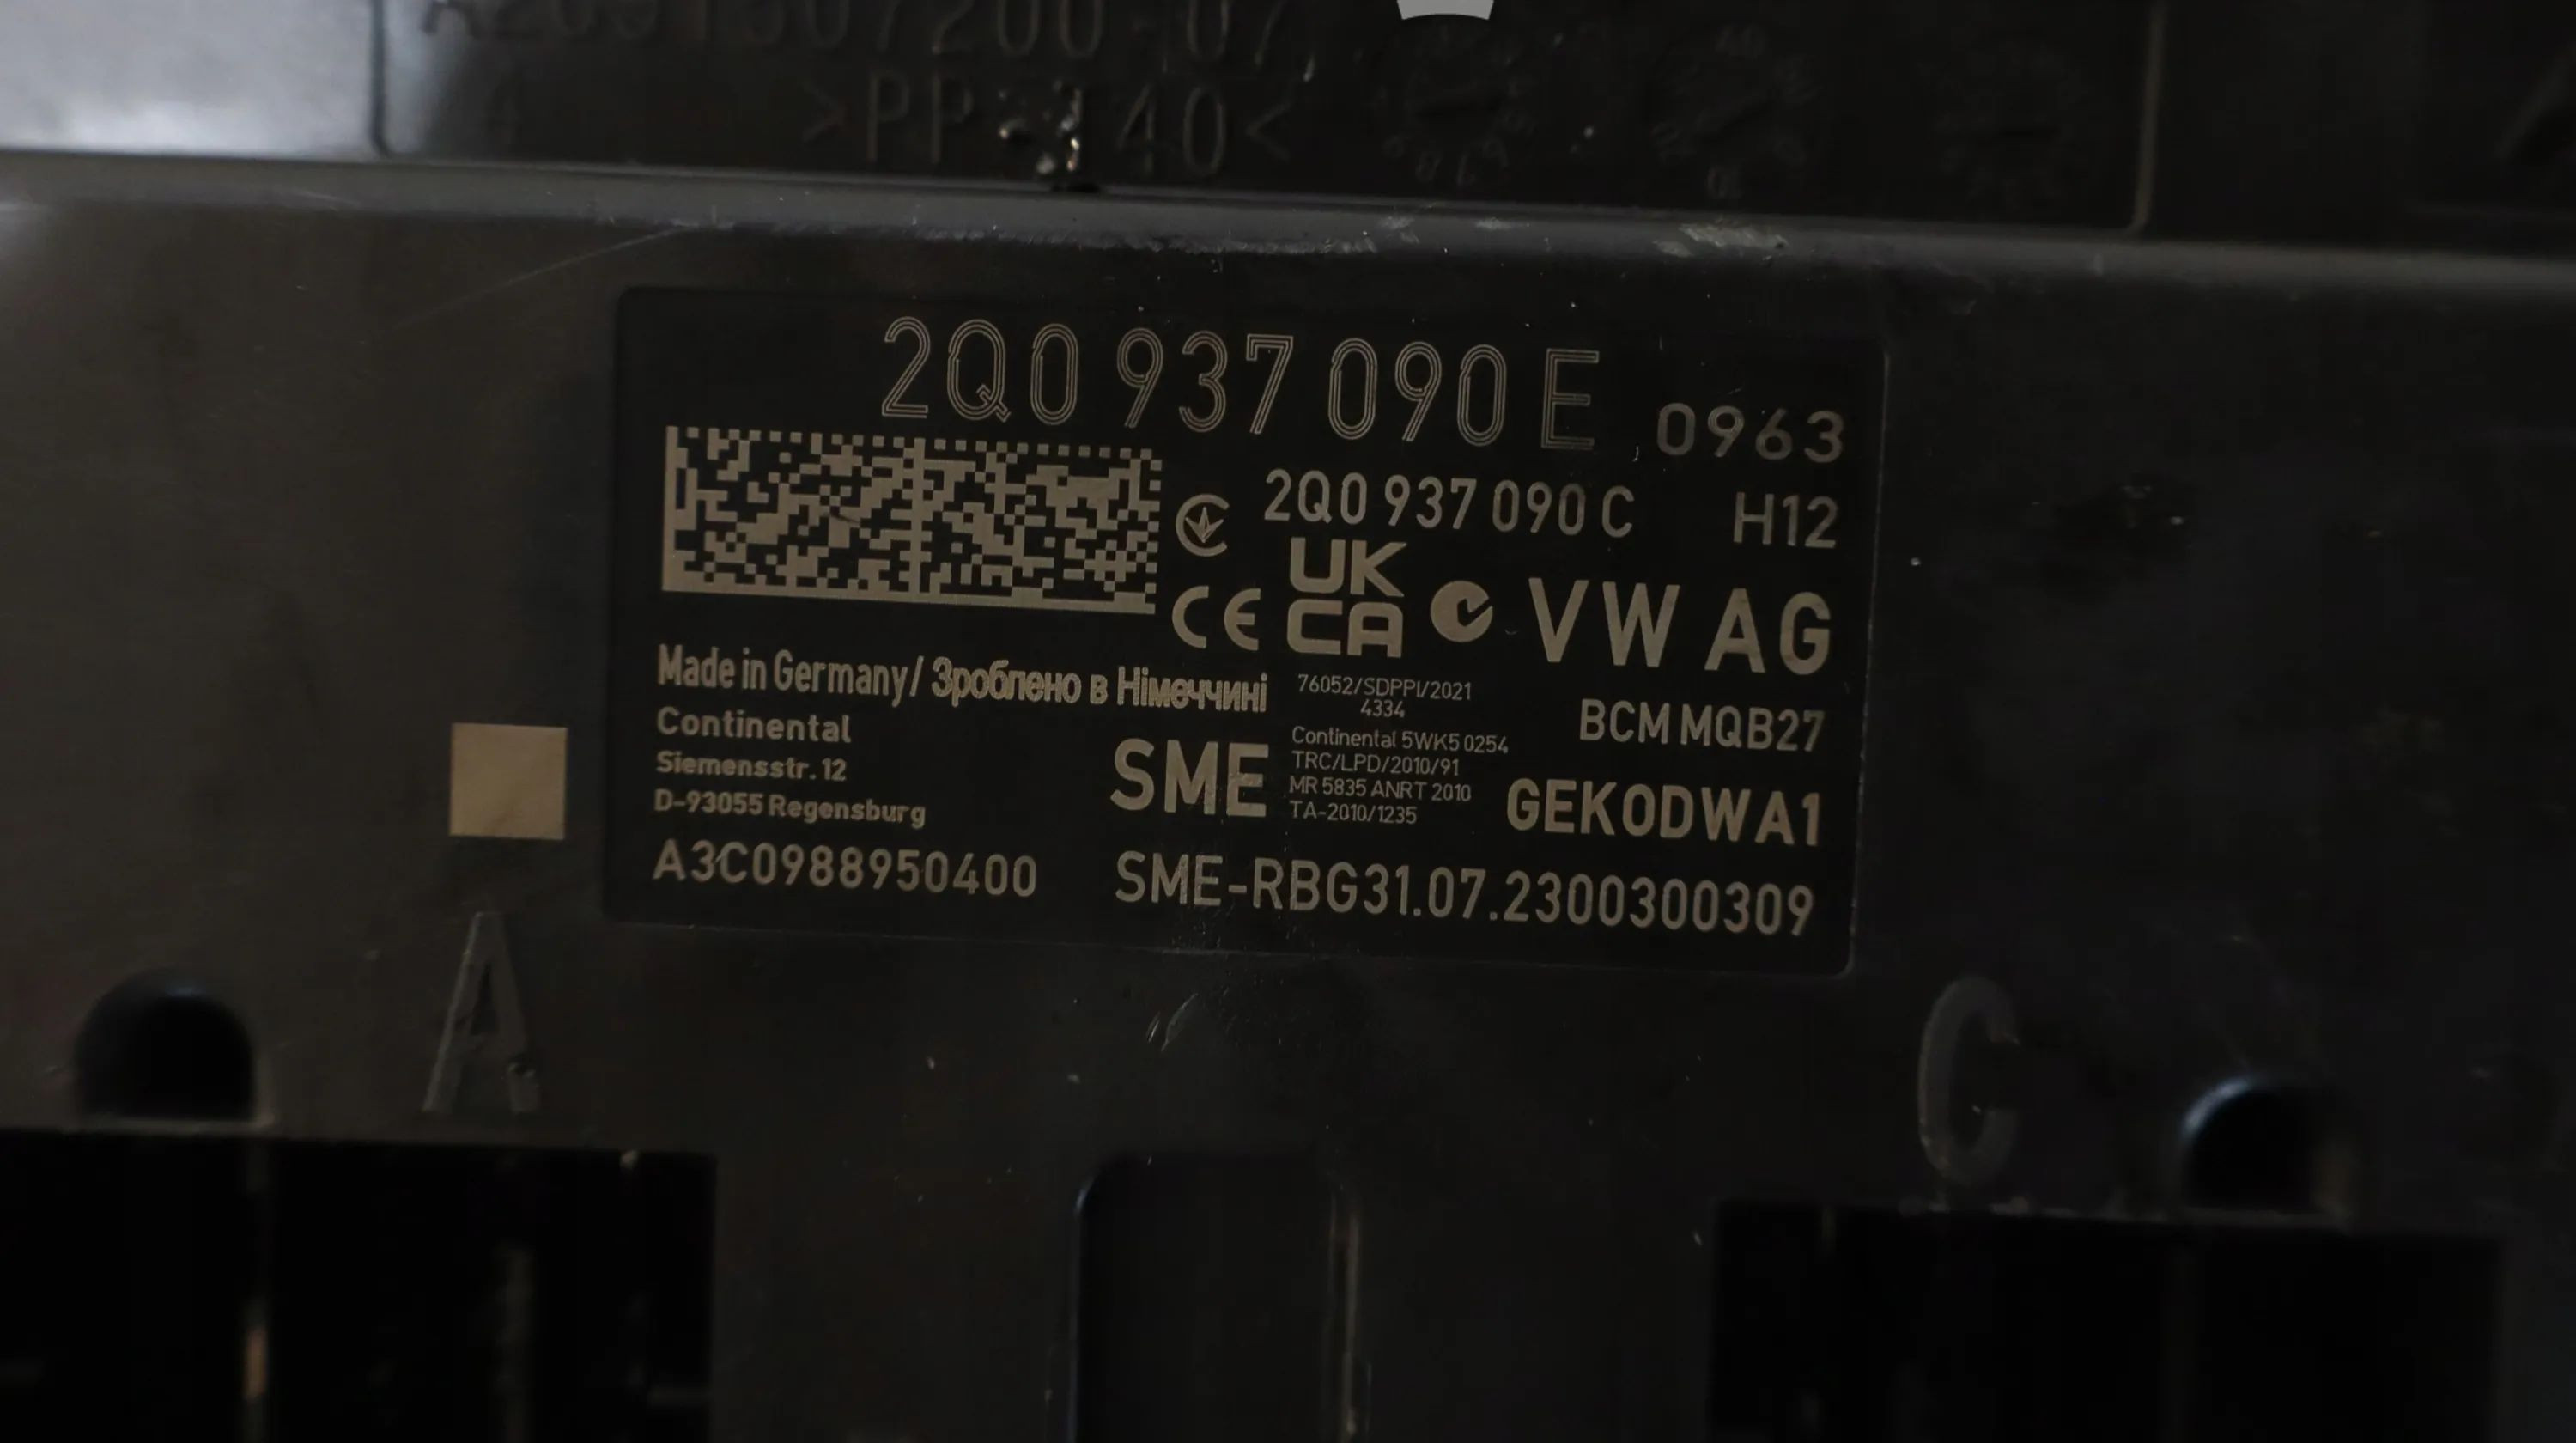 >PP 140<
2Q0 937 090 E 0963
2Q0 937 090 C H12
CE UK CA VW AG
Made in Germany/ Зроблено в Німеччині
76052/SDPPI/2021
4334
BCM MQB27
Continental
Siemensstr. 12
D-93055 Regensburg
SME
Continental 5WK5 0254
TRC/LPD/2010/91
MR 5835 ANRT 2010
TA-2010/1235
GEKODWA1
A3C0988950400 SME-RBG31.07.2300300309
A
C